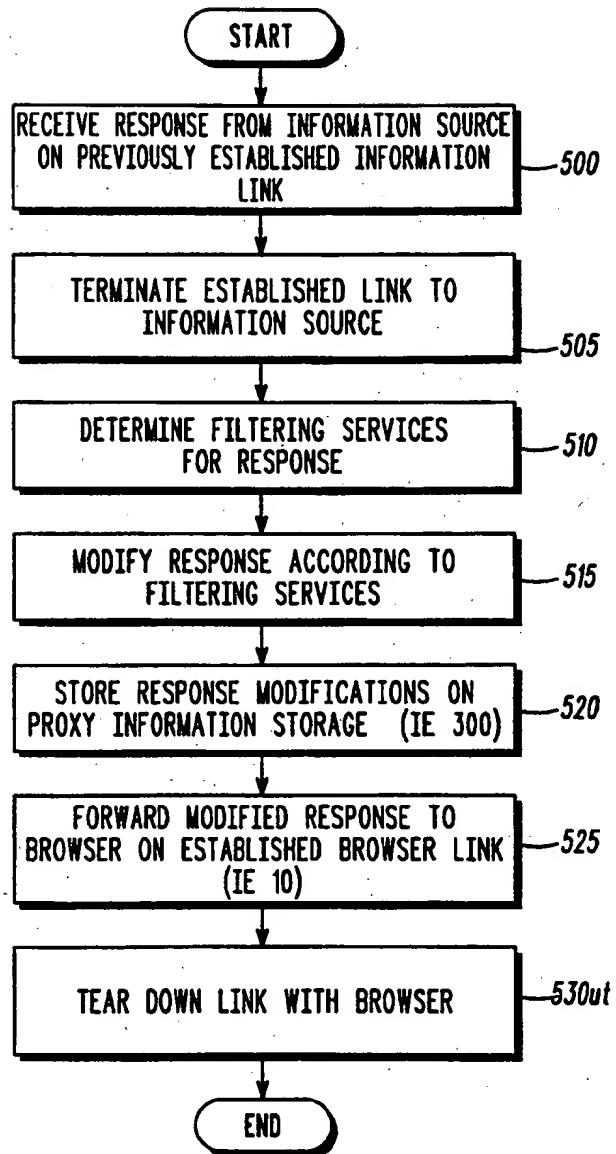 START
RECEIVE RESPONSE FROM INFORMATION SOURCE
ON PREVIOUSLY ESTABLISHED INFORMATION
LINK
500
TERMINATE ESTABLISHED LINK TO
INFORMATION SOURCE
505
DETERMINE FILTERING SERVICES
FOR RESPONSE
510
MODIFY RESPONSE ACCORDING TO
FILTERING SERVICES
515
STORE RESPONSE MODIFICATIONS ON
PROXY INFORMATION STORAGE (IE 300)
520
FORWARD MODIFIED RESPONSE TO
BROWSER ON ESTABLISHED BROWSER LINK
(IE 10)
525
TEAR DOWN LINK WITH BROWSER
530ut
END